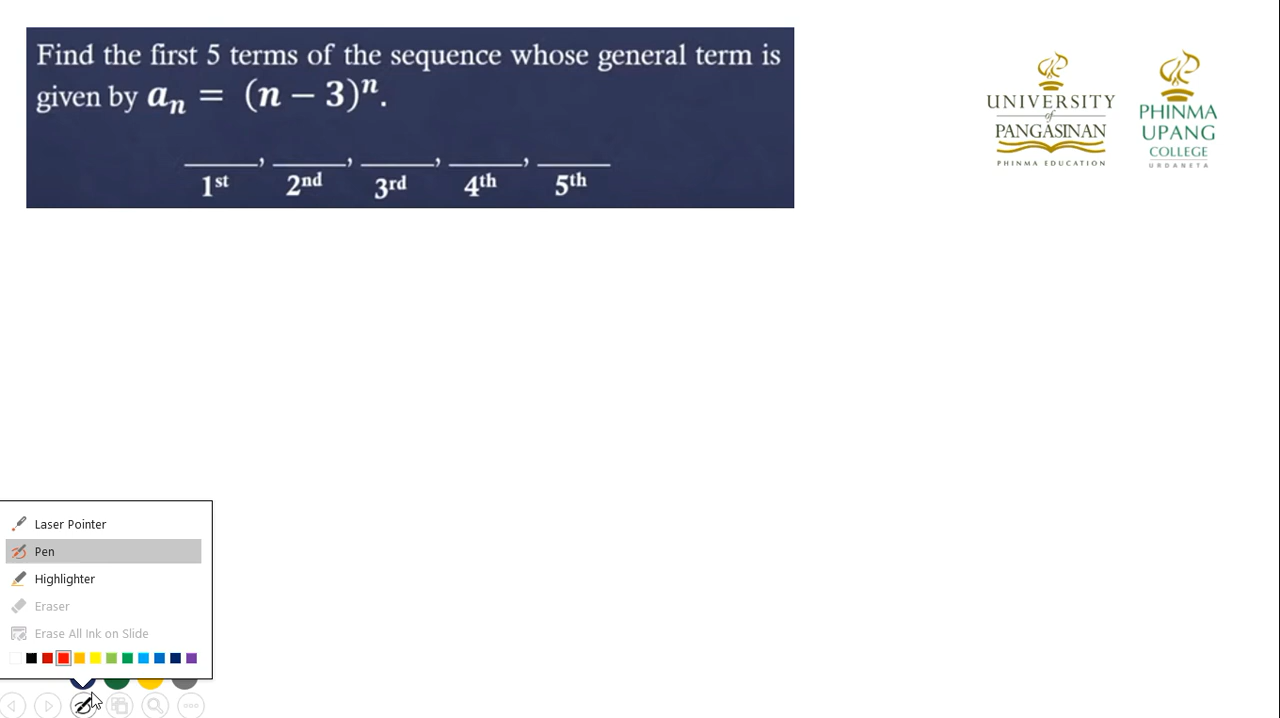 Find the first 5 terms of the sequence whose general term is
given by aₙ = (n − 3)ⁿ.
_____, _____, _____, _____, _____
1st 2nd 3rd 4th 5th
UNIVERSITY
of
PANGASINAN
PHINMA EDUCATION
PHINMA
UPANG
COLLEGE
URDANETA
Laser Pointer
Pen
Highlighter
Eraser
Erase All Ink on Slide